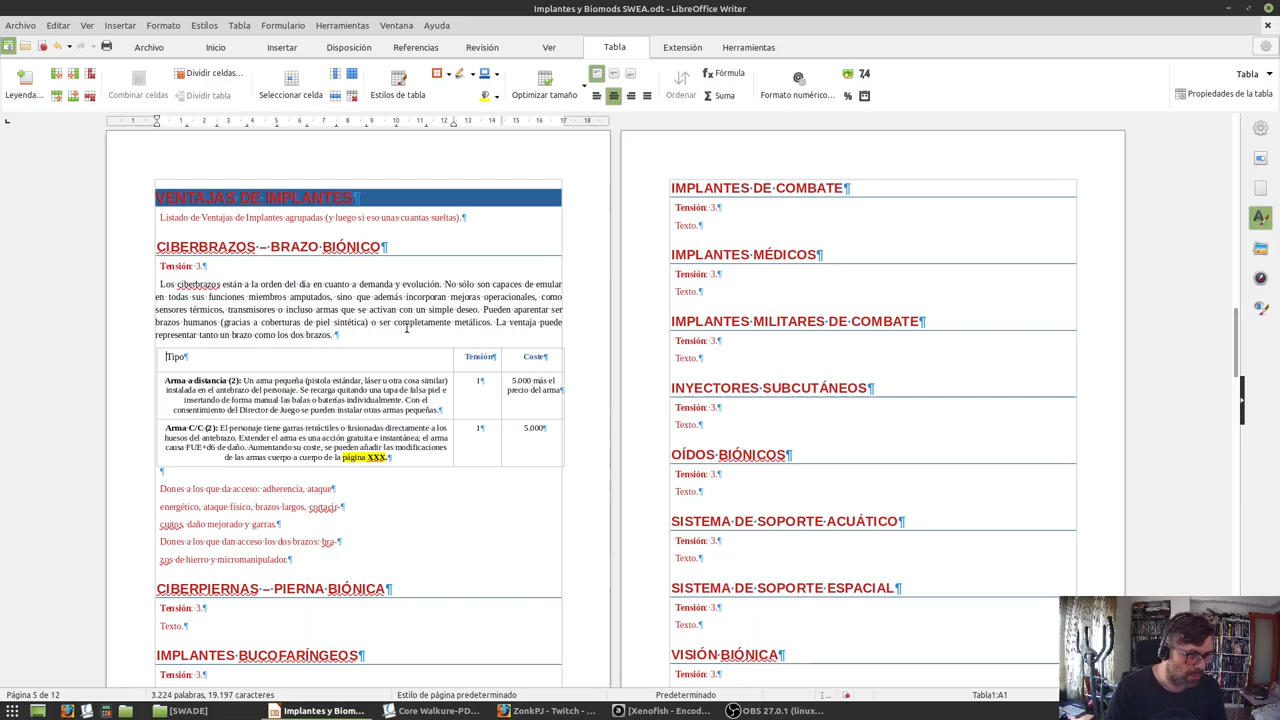 Implantes y Biomods SWEA.odt - LibreOffice Writer
Archivo Editar Ver Insertar Formato Estilos Tabla Formulario Herramientas Ventana Ayuda
Archivo Inicio Insertar Disposición Referencias Revisión Ver Tabla Extensión Herramientas
Leyenda... Combinar celdas Dividir celdas... Dividir tabla Seleccionar celda Estilos de tabla Optimizar tamaño Ordenar Fórmula Suma Formato numérico... Tabla Propiedades de la tabla
VENTAJAS DE IMPLANTES
Listado de Ventajas de Implantes agrupadas (y luego si eso unas cuantas sueltas).
CIBERBRAZOS – BRAZO BIÓNICO
Tensión: 3.
Los ciberbrazos están a la orden del día en cuanto a demanda y evolución. No sólo son capaces de emular
en todas sus funciones miembros amputados, sino que además incorporan mejoras operacionales, como
sensores térmicos, transmisores o incluso armas que se activan con un simple deseo. Pueden aparentar ser
brazos humanos (gracias a coberturas de piel sintética) o ser completamente metálicos. La ventaja puede
representar tanto un brazo como los dos brazos.
Tipo Tensión Coste
Arma a distancia (2): Un arma pequeña (pistola estándar, láser u otra cosa similar) 1 5.000 más el
instalada en el antebrazo del personaje. Se recarga quitando una tapa de falsa piel e precio del arma
insertando de forma manual las balas o baterías individualmente. Con el
consentimiento del Director de Juego se pueden instalar otras armas pequeñas.
Arma C/C (2): El personaje tiene garras retráctiles o fusionadas directamente a los 1 5.000
huesos del antebrazo. Extender el arma es una acción gratuita e instantánea; el arma
causa FUE+d6 de daño. Aumentando su coste, se pueden añadir las modificaciones
de las armas cuerpo a cuerpo de la página XXX.
Dones a los que da acceso: adherencia, ataque
energético, ataque físico, brazos largos, cortacir-
cuitos, daño mejorado y garras.
Dones a los que dan acceso los dos brazos: bra-
zos de hierro y micromanipulador.
CIBERPIERNAS – PIERNA BIÓNICA
Tensión: 3.
Texto.
IMPLANTES BUCOFARÍNGEOS
Tensión: 3.
IMPLANTES DE COMBATE
Tensión: 3.
Texto.
IMPLANTES MÉDICOS
Tensión: 3.
Texto.
IMPLANTES MILITARES DE COMBATE
Tensión: 3.
Texto.
INYECTORES SUBCUTÁNEOS
Tensión: 3.
Texto.
OÍDOS BIÓNICOS
Tensión: 3.
Texto.
SISTEMA DE SOPORTE ACUÁTICO
Tensión: 3.
Texto.
SISTEMA DE SOPORTE ESPACIAL
Tensión: 3.
Texto.
VISIÓN BIÓNICA
Tensión: 3.
Página 5 de 12 3.224 palabras, 19.197 caracteres Estilo de página predeterminado Predeterminado Tabla1:A1
[SWADE] Implantes y Biom... Core Walkure-PD... ZonkPJ - Twitch - ... [Xenofish - Encod... OBS 27.0.1 (linux...